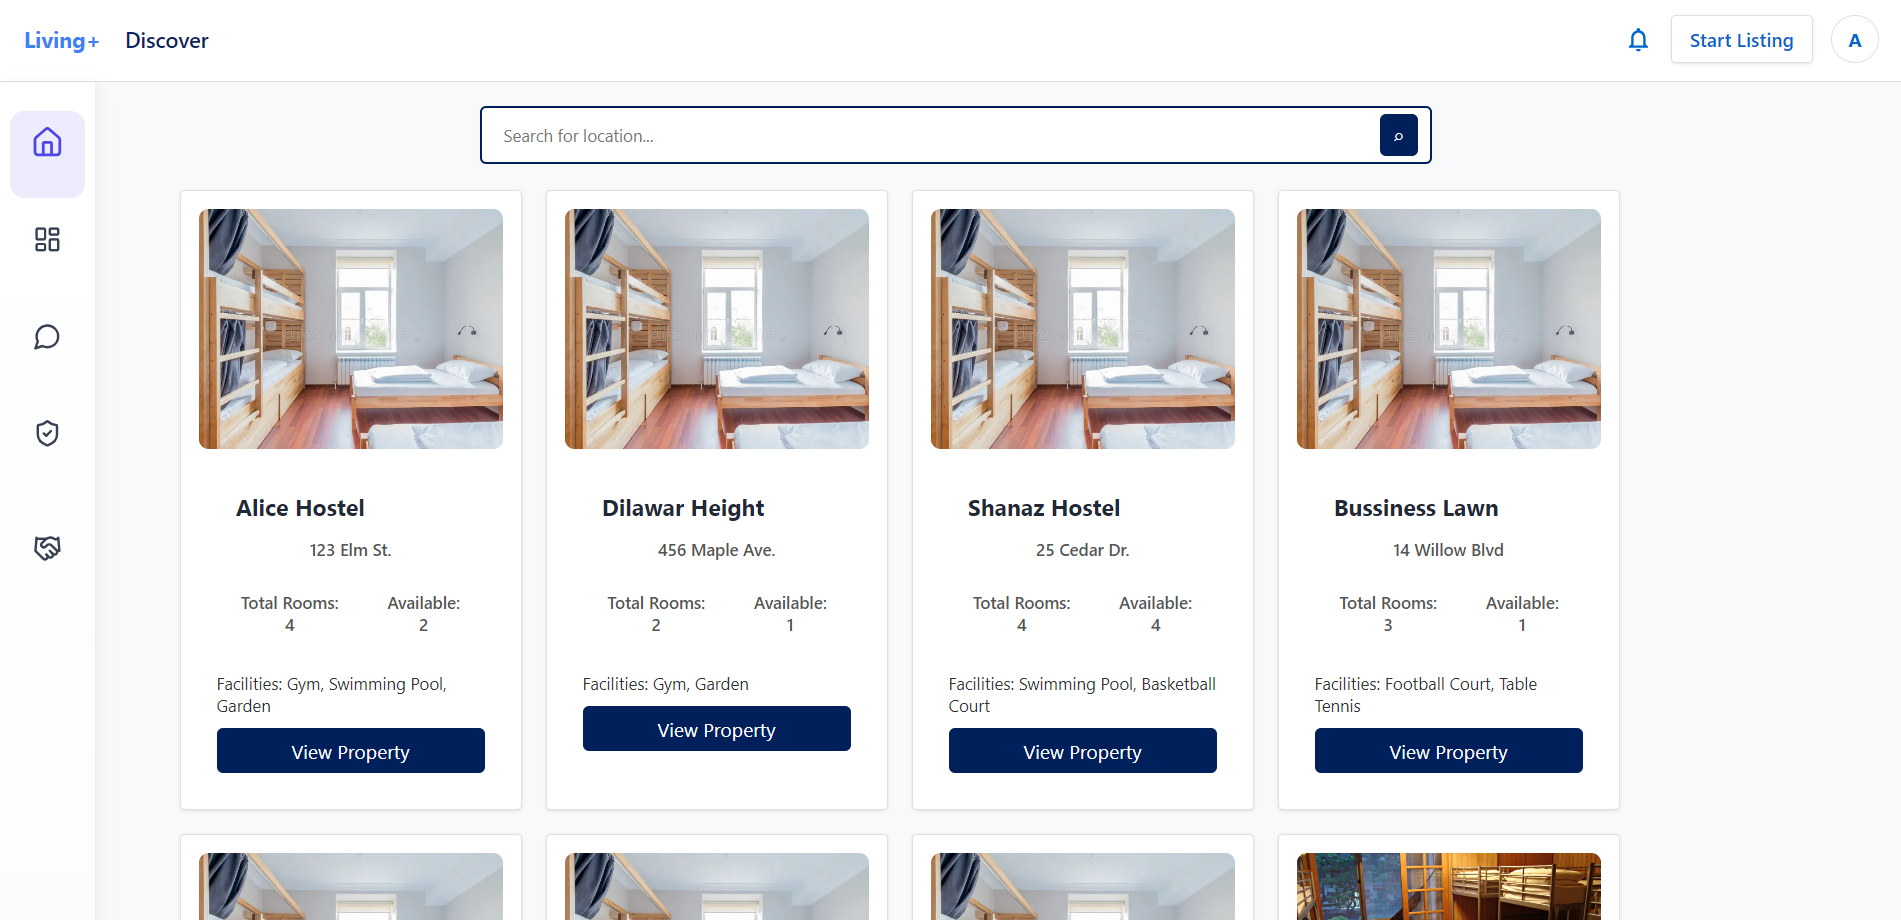 Living+
Discover
Start Listing
A
Search for location...
Alice Hostel
123 Elm St.
Total Rooms:
4
Available:
2
Facilities: Gym, Swimming Pool,
Garden
View Property
Dilawar Height
456 Maple Ave.
Total Rooms:
2
Available:
1
Facilities: Gym, Garden
View Property
Shanaz Hostel
25 Cedar Dr.
Total Rooms:
4
Available:
4
Facilities: Swimming Pool, Basketball
Court
View Property
Bussiness Lawn
14 Willow Blvd
Total Rooms:
3
Available:
1
Facilities: Football Court, Table
Tennis
View Property